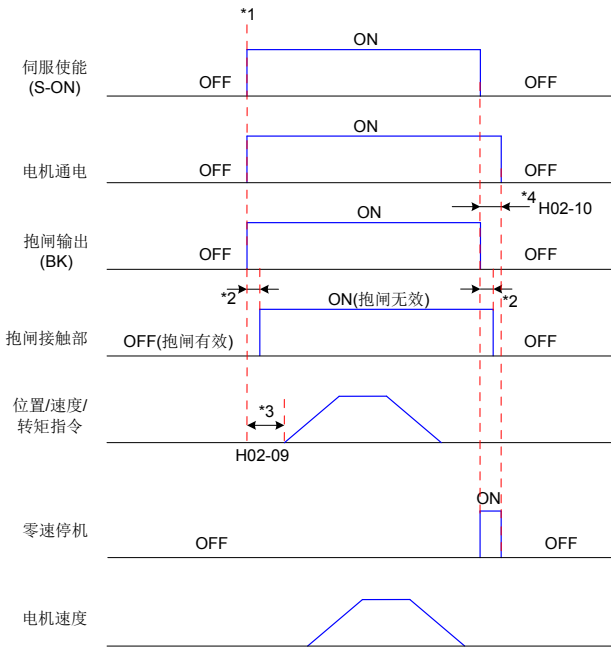 *1
ON
伺服使能
(S-ON)
OFF
OFF
ON
电机通电
OFF
OFF
*4 H02-10
ON
抱闸输出
(BK)
OFF
OFF
*2
ON(抱闸无效)
*2
抱闸接触部
OFF(抱闸有效)
OFF
位置/速度/
转矩指令
*3
H02-09
ON
零速停机
OFF
OFF
电机速度